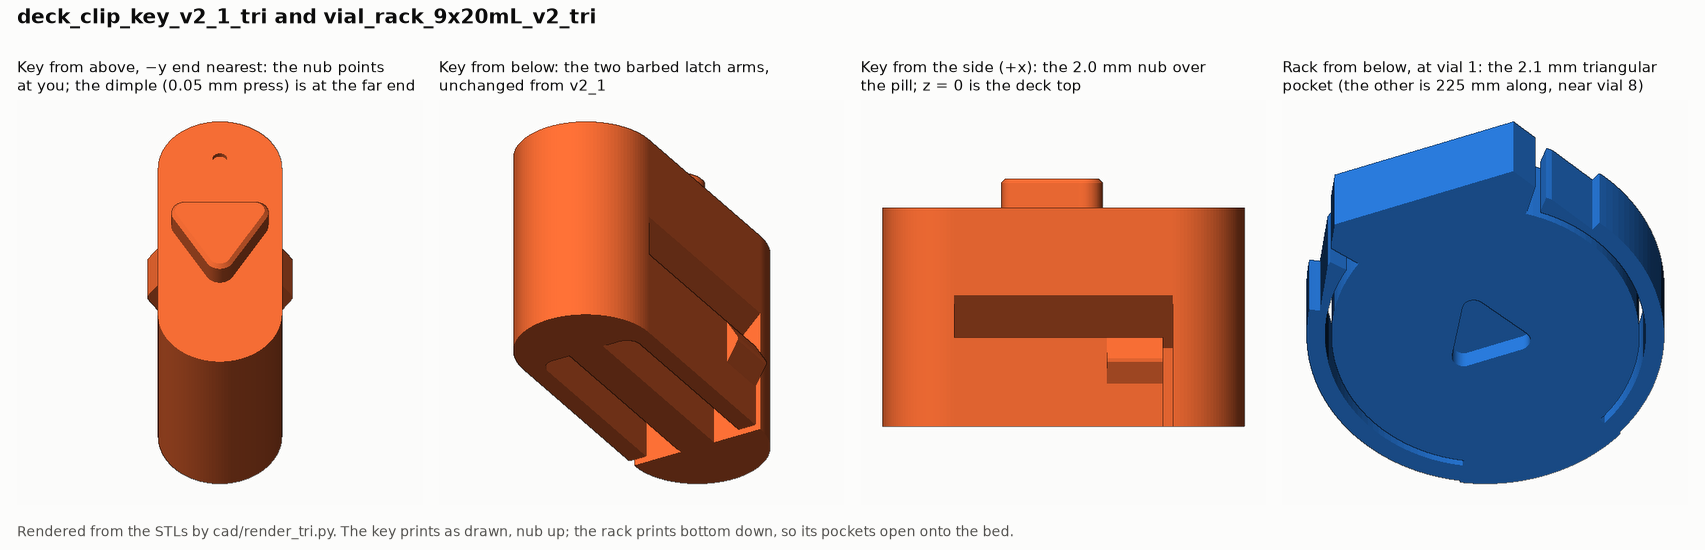 deck_clip_key_v2_1_tri and vial_rack_9x20mL_v2_tri
Key from above, −y end nearest: the nub points
at you; the dimple (0.05 mm press) is at the far end
Key from below: the two barbed latch arms,
unchanged from v2_1
Key from the side (+x): the 2.0 mm nub over
the pill; z = 0 is the deck top
Rack from below, at vial 1: the 2.1 mm triangular
pocket (the other is 225 mm along, near vial 8)
Rendered from the STLs by cad/render_tri.py. The key prints as drawn, nub up; the rack prints bottom down, so its pockets open onto the bed.